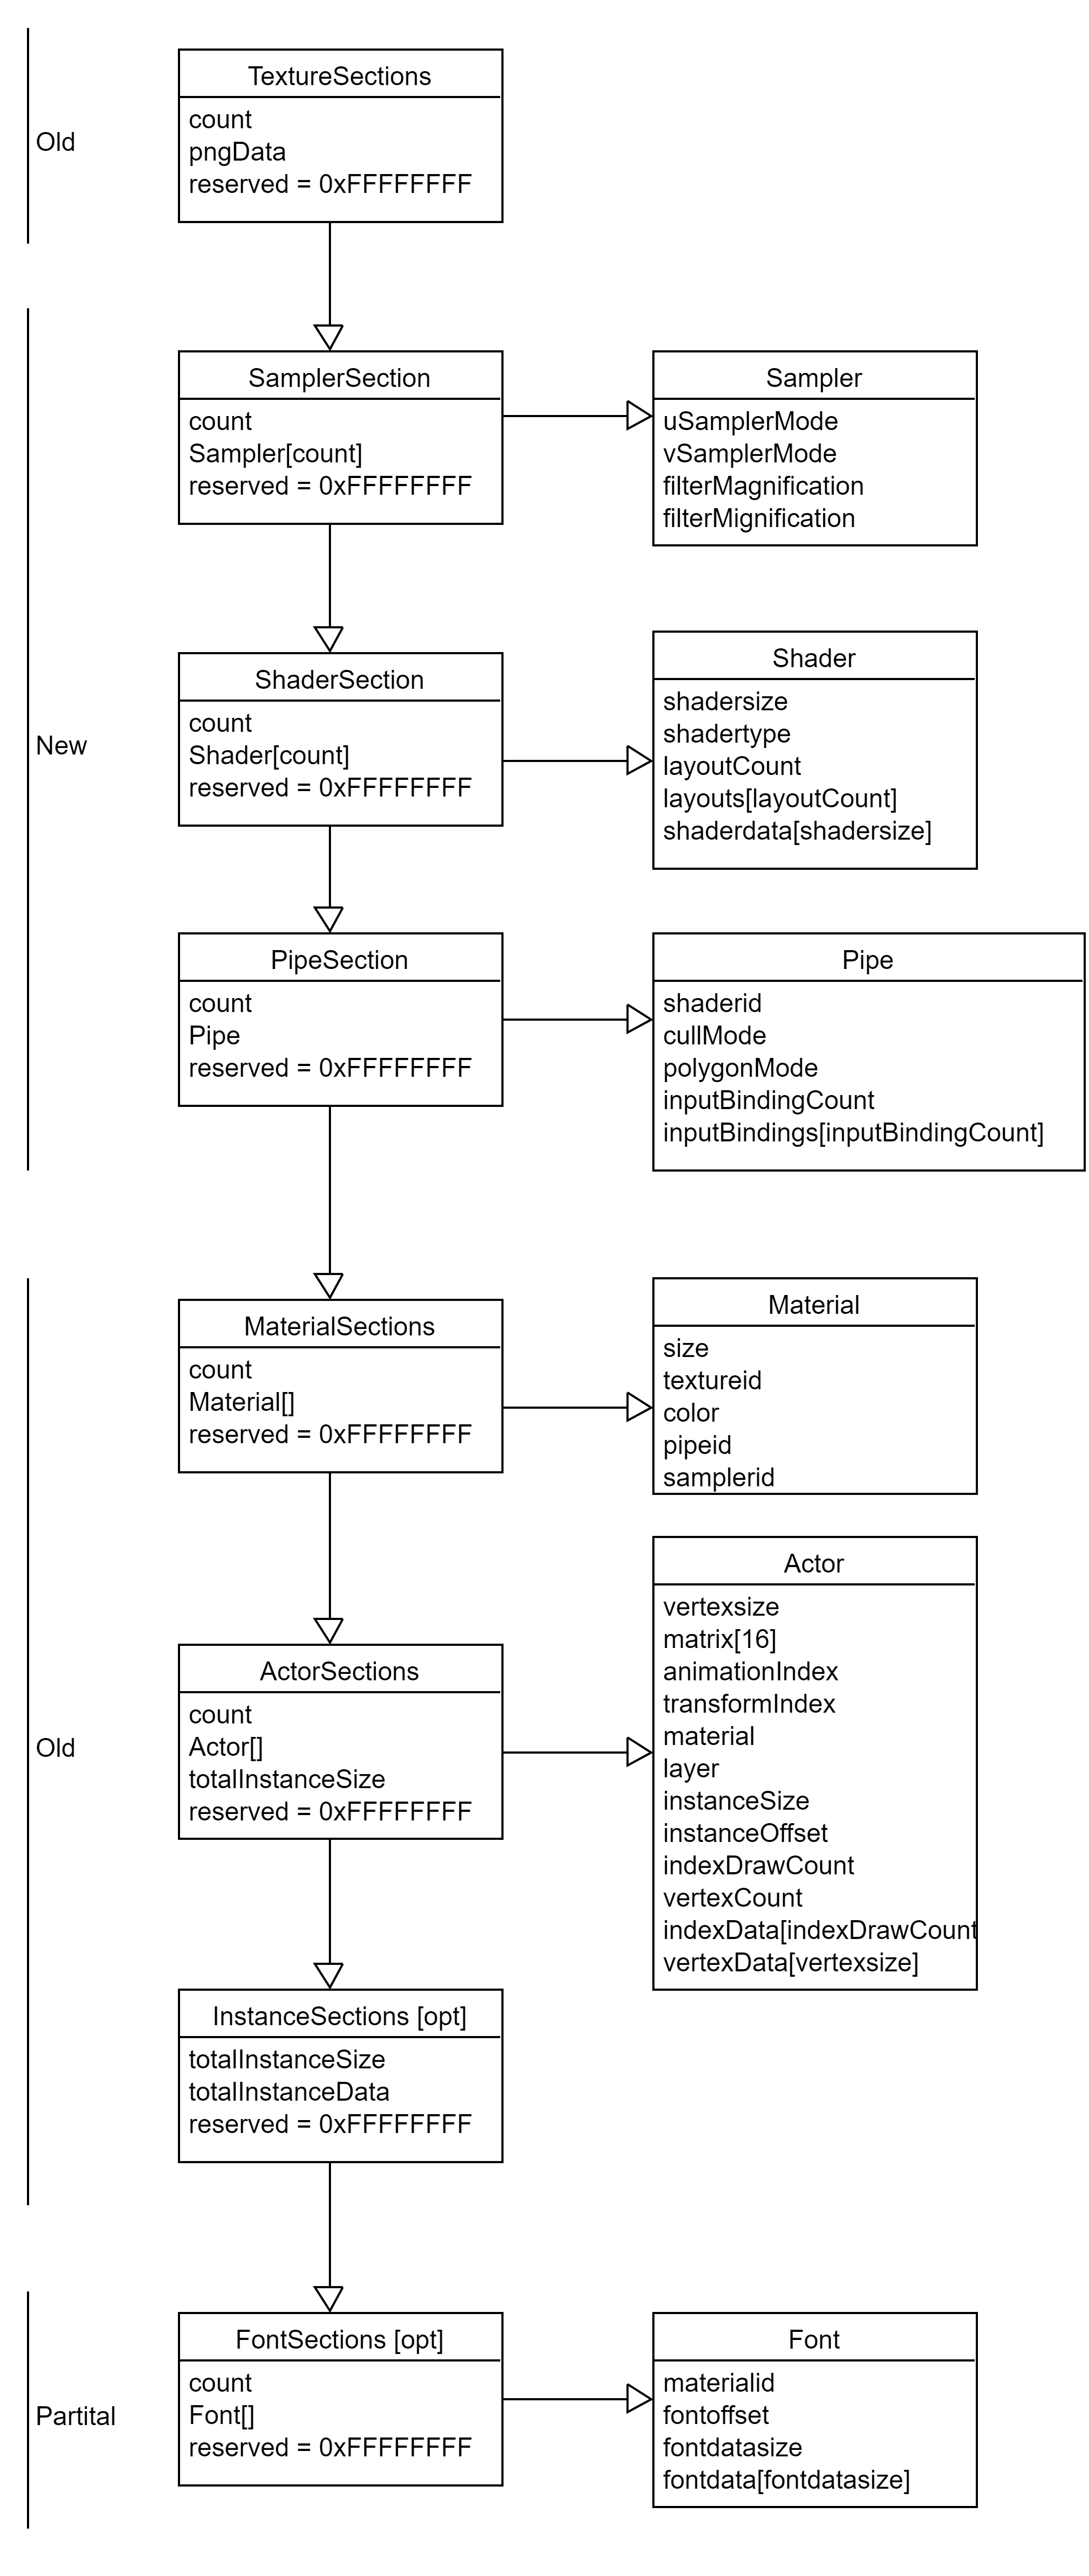 TextureSections
count
pngData
reserved = 0xFFFFFFFF
Old
SamplerSection
count
Sampler[count]
reserved = 0xFFFFFFFF
Sampler
uSamplerMode
vSamplerMode
filterMagnification
filterMignification
ShaderSection
count
Shader[count]
reserved = 0xFFFFFFFF
Shader
shadersize
shadertype
layoutCount
layouts[layoutCount]
shaderdata[shadersize]
New
PipeSection
count
Pipe
reserved = 0xFFFFFFFF
Pipe
shaderid
cullMode
polygonMode
inputBindingCount
inputBindings[inputBindingCount]
MaterialSections
count
Material[]
reserved = 0xFFFFFFFF
Material
size
textureid
color
pipeid
samplerid
ActorSections
count
Actor[]
totalInstanceSize
reserved = 0xFFFFFFFF
Actor
vertexsize
matrix[16]
animationIndex
transformIndex
material
layer
instanceSize
instanceOffset
indexDrawCount
vertexCount
indexData[indexDrawCount
vertexData[vertexsize]
Old
InstanceSections [opt]
totalInstanceSize
totalInstanceData
reserved = 0xFFFFFFFF
FontSections [opt]
count
Font[]
reserved = 0xFFFFFFFF
Font
materialid
fontoffset
fontdatasize
fontdata[fontdatasize]
Partital